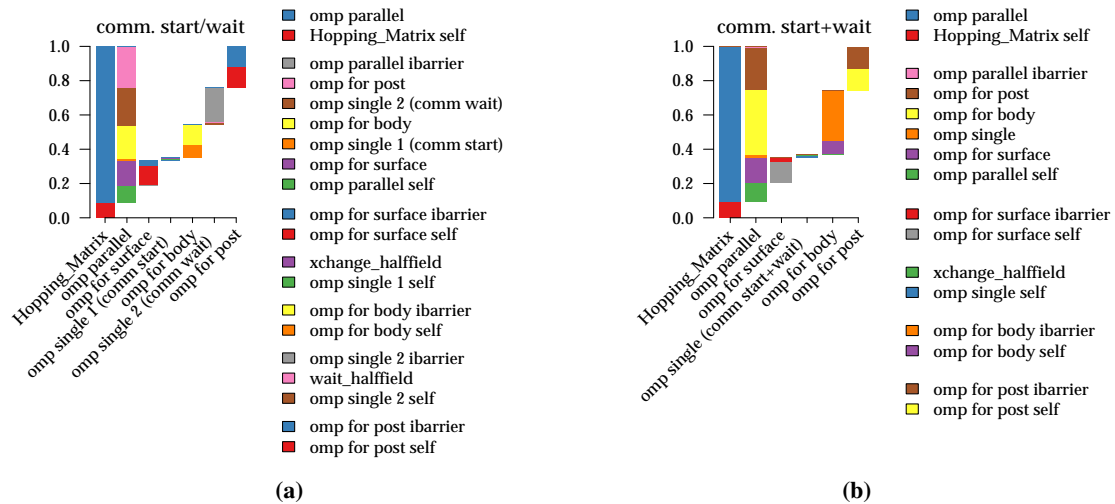 comm. start/wait
1.0
0.8
0.6
0.4
0.2
0.0
Hopping_Matrix
omp parallel
omp for surface
omp single 1 (comm start)
omp for body
omp single 2 (comm wait)
omp for post
omp parallel
Hopping_Matrix self
omp parallel ibarrier
omp for post
omp single 2 (comm wait)
omp for body
omp single 1 (comm start)
omp for surface
omp parallel self
omp for surface ibarrier
omp for surface self
xchange_halffield
omp single 1 self
omp for body ibarrier
omp for body self
omp single 2 ibarrier
wait_halffield
omp single 2 self
omp for post ibarrier
omp for post self
(a)
comm. start+wait
1.0
0.8
0.6
0.4
0.2
0.0
Hopping_Matrix
omp parallel
omp for surface
omp single (comm start+wait)
omp for body
omp for post
omp parallel
Hopping_Matrix self
omp parallel ibarrier
omp for post
omp for body
omp single
omp for surface
omp parallel self
omp for surface ibarrier
omp for surface self
xchange_halffield
omp single self
omp for body ibarrier
omp for body self
omp for post ibarrier
omp for post self
(b)